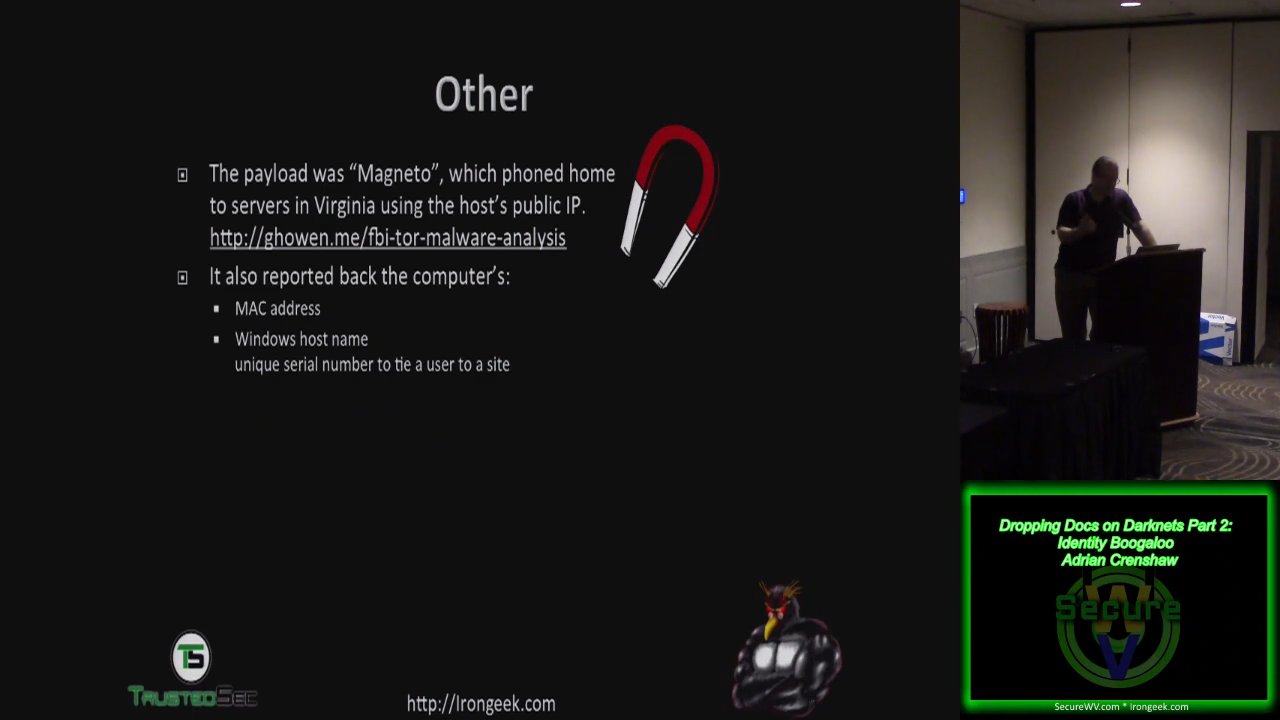 Other
The payload was “Magneto”, which phoned home
to servers in Virginia using the host’s public IP.
http://ghowen.me/fbi-tor-malware-analysis
It also reported back the computer’s:
MAC address
Windows host name
unique serial number to tie a user to a site
TS
TRUSTEDSEC
http://Irongeek.com
Dropping Docs on Darknets Part 2:
Identity Boogaloo
Adrian Crenshaw
Secure
WV
SecureWV.com * Irongeek.com